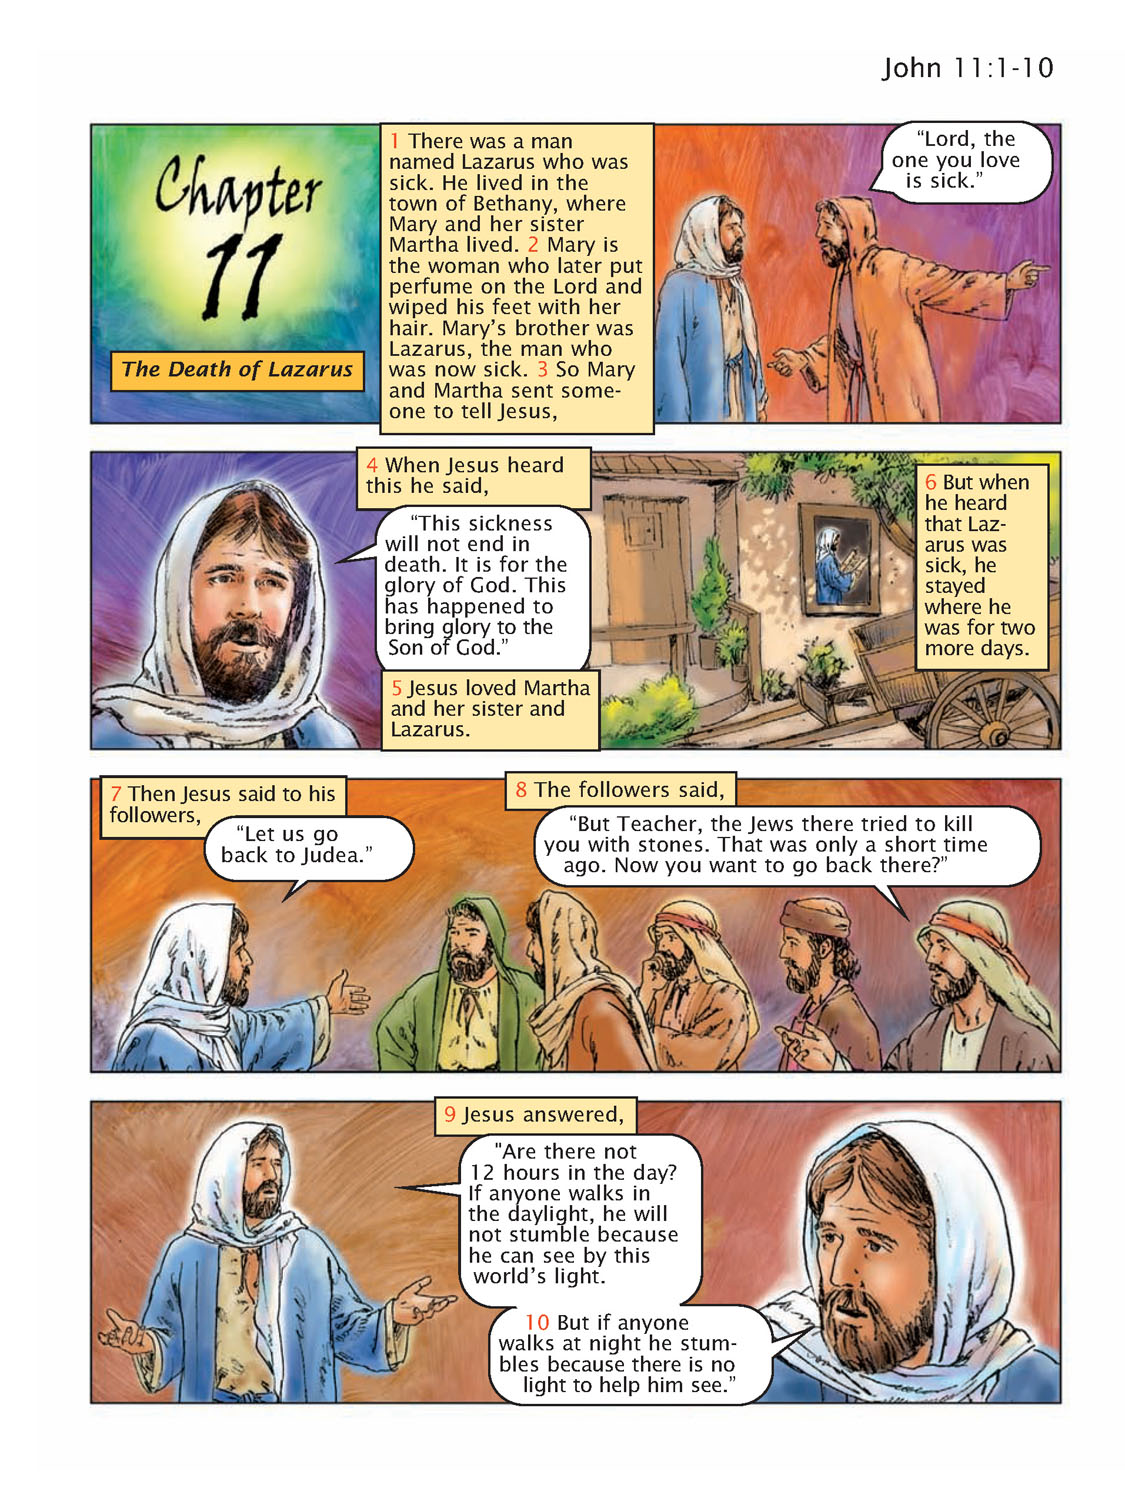 John 11:1-10
Chapter
11
The Death of Lazarus
1 There was a man
named Lazarus who was
sick. He lived in the
town of Bethany, where
Mary and her sister
Martha lived. 2 Mary is
the woman who later put
perfume on the Lord and
wiped his feet with her
hair. Mary’s brother was
Lazarus, the man who
was now sick. 3 So Mary
and Martha sent some-
one to tell Jesus,
“Lord, the
one you love
is sick.”
4 When Jesus heard
this he said,
“This sickness
will not end in
death. It is for the
glory of God. This
has happened to
bring glory to the
Son of God.”
5 Jesus loved Martha
and her sister and
Lazarus.
6 But when
he heard
that Laz-
arus was
sick, he
stayed
where he
was for two
more days.
7 Then Jesus said to his
followers,
“Let us go
back to Judea.”
8 The followers said,
“But Teacher, the Jews there tried to kill
you with stones. That was only a short time
ago. Now you want to go back there?”
9 Jesus answered,
"Are there not
12 hours in the day?
If anyone walks in
the daylight, he will
not stumble because
he can see by this
world’s light.
10 But if anyone
walks at night he stum-
bles because there is no
light to help him see.”